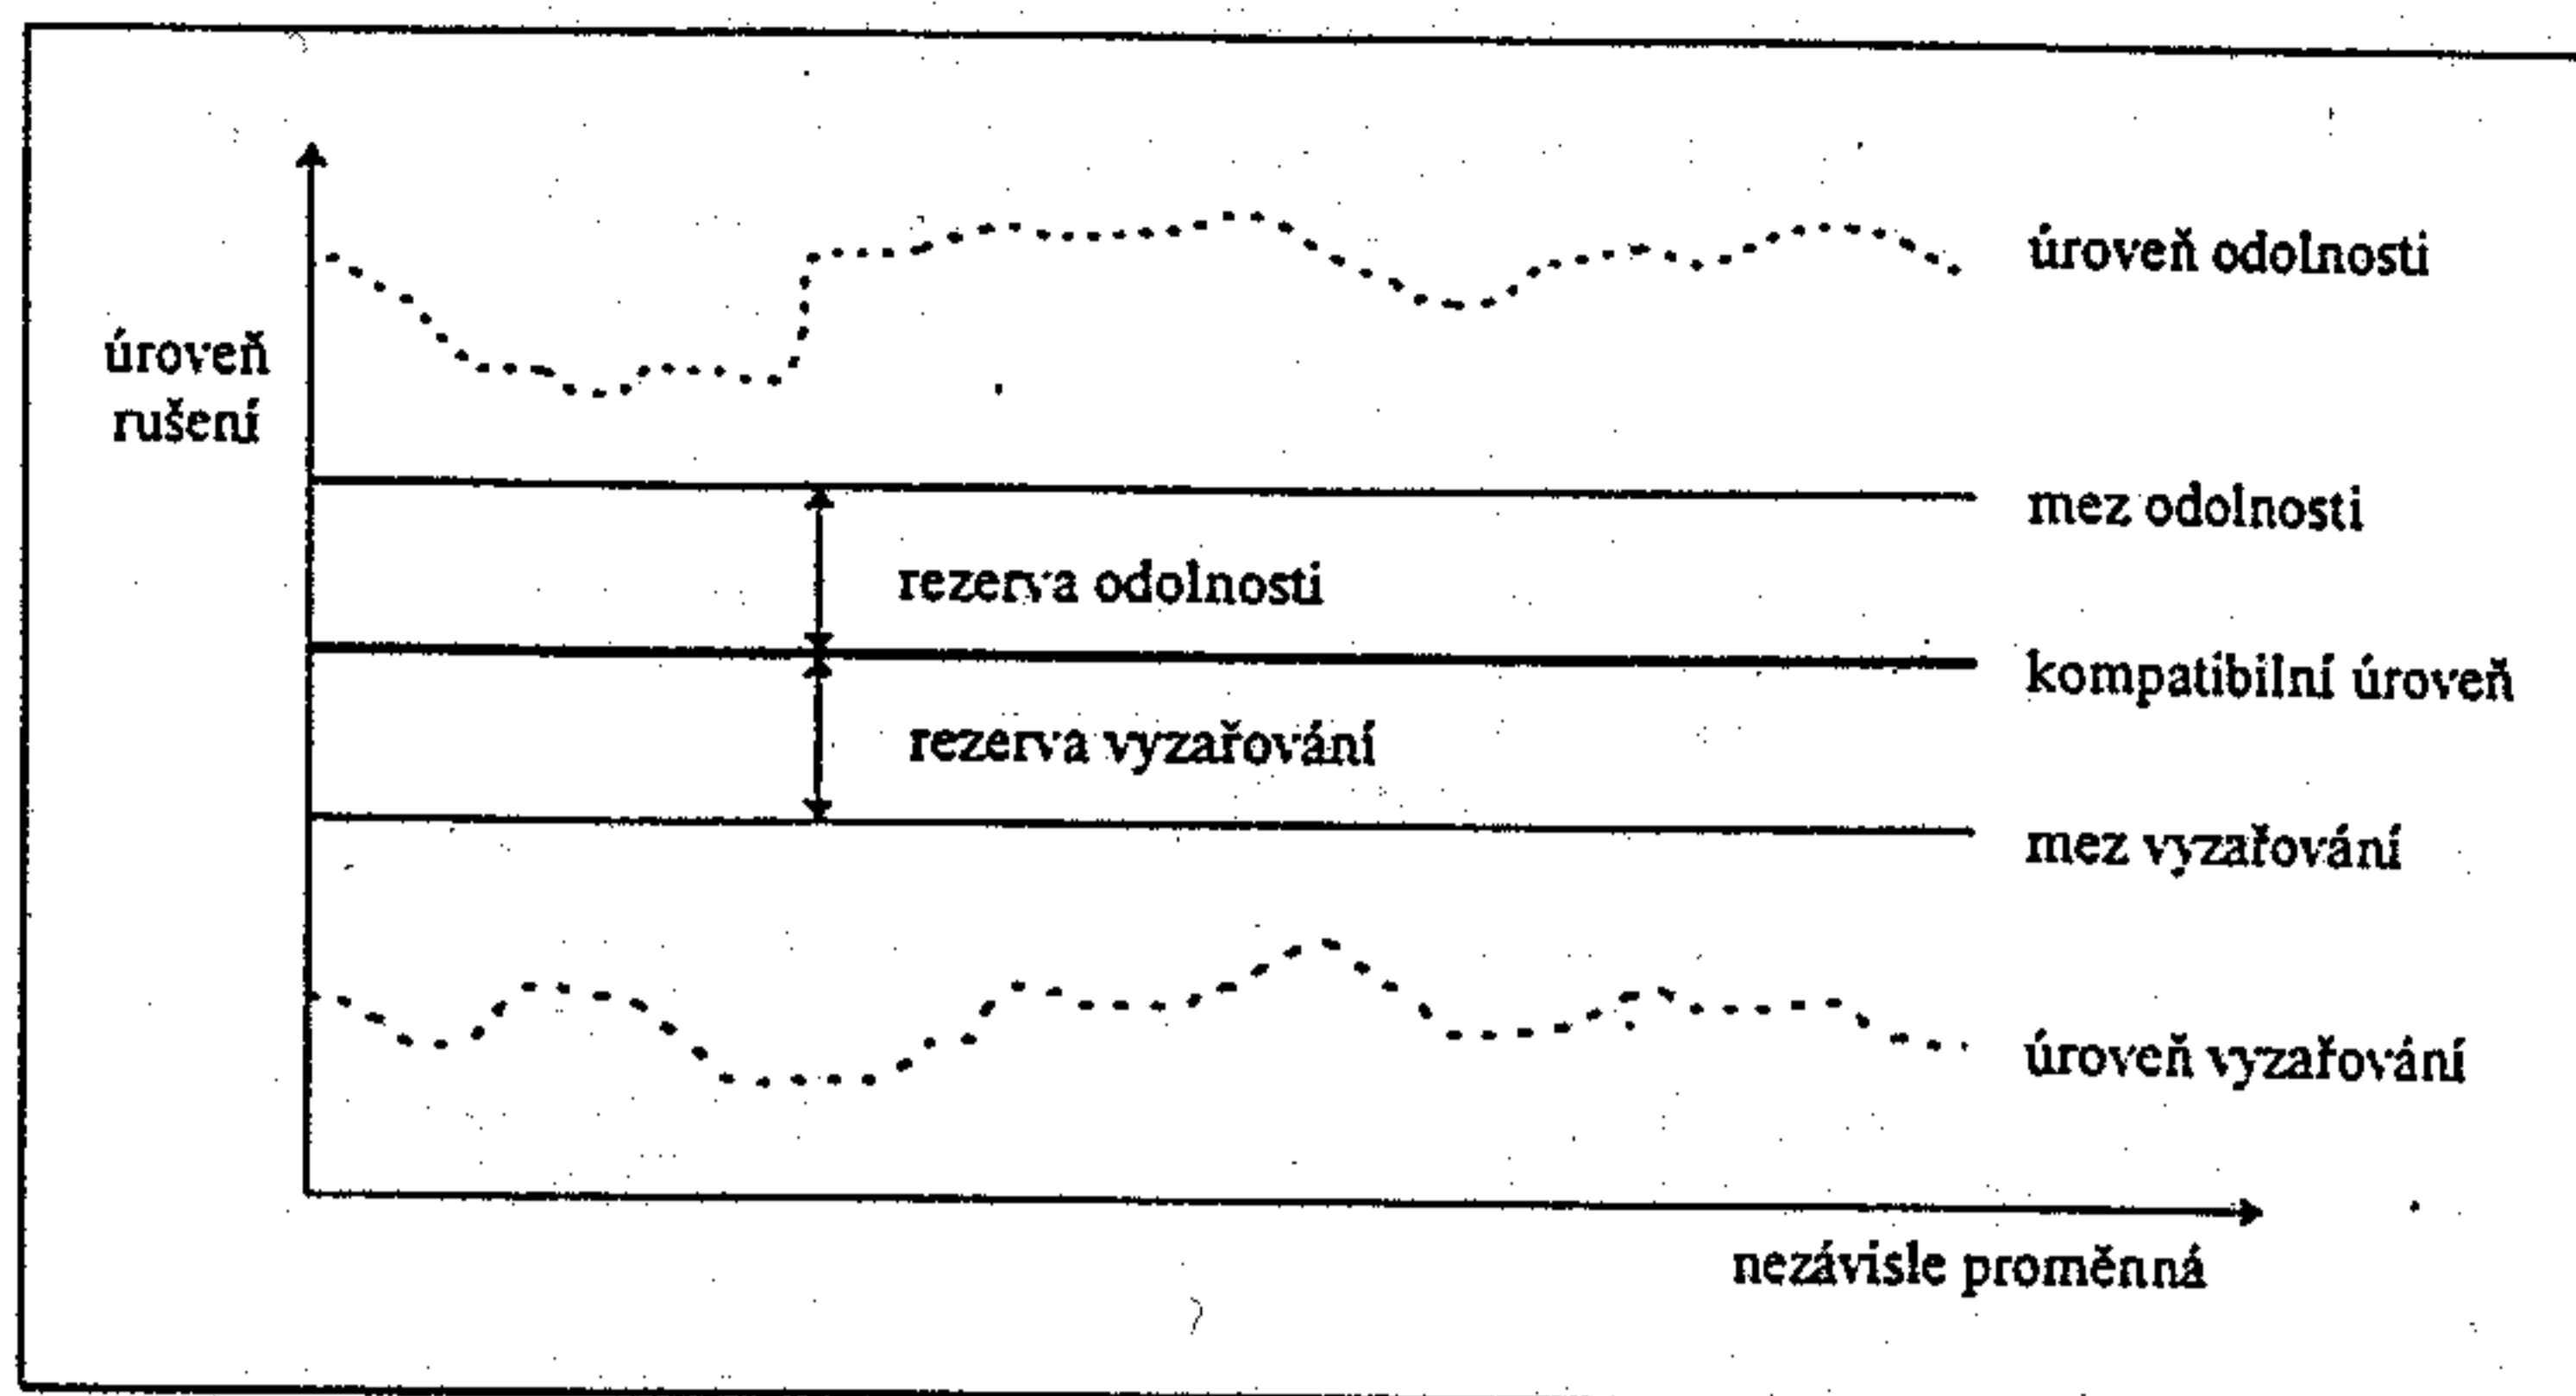 úroveň odolnosti
úroveň
rušení
mez odolnosti
rezerva odolnosti
kompatibilní úroveň
rezerva vyzařování
mez vyzařování
úroveň vyzařování
nezávisle proměnná